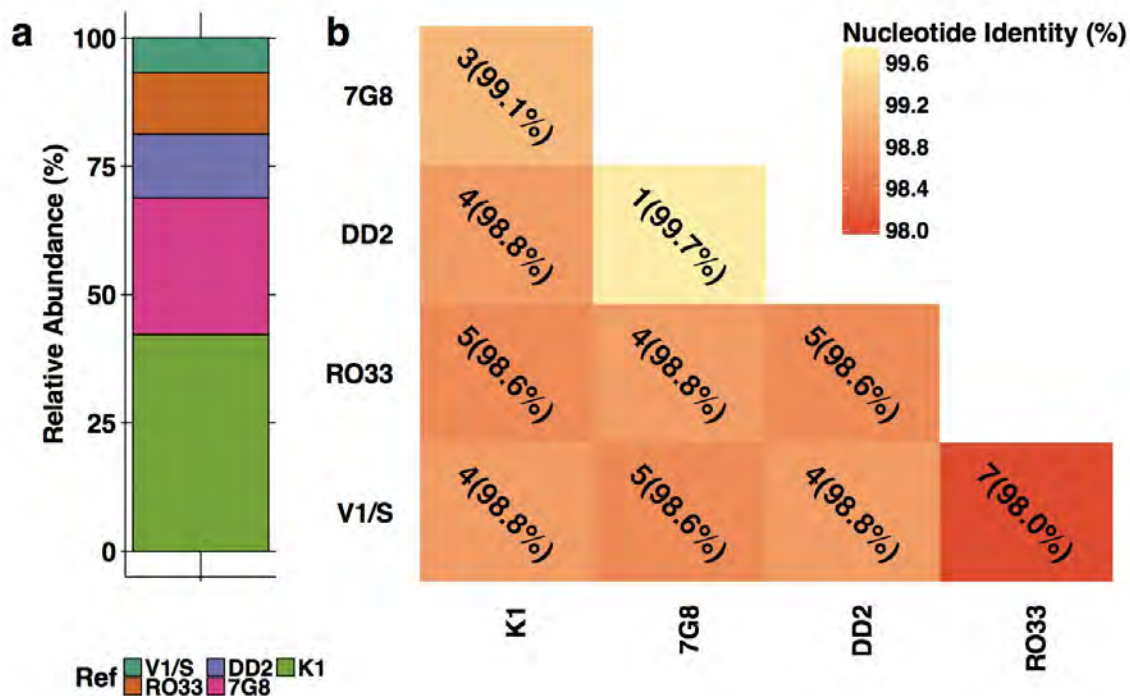 a
Relative Abundance (%)
100
75
50
25
0
Ref V1/S DD2 K1
RO33 7G8
b
Nucleotide Identity (%)
99.6
99.2
98.8
98.4
98.0
7G8 3(99.1%)
DD2 4(98.8%) 1(99.7%)
RO33 5(98.6%) 4(98.8%) 5(98.6%)
V1/S 4(98.8%) 5(98.6%) 4(98.8%) 7(98.0%)
K1 7G8 DD2 RO33